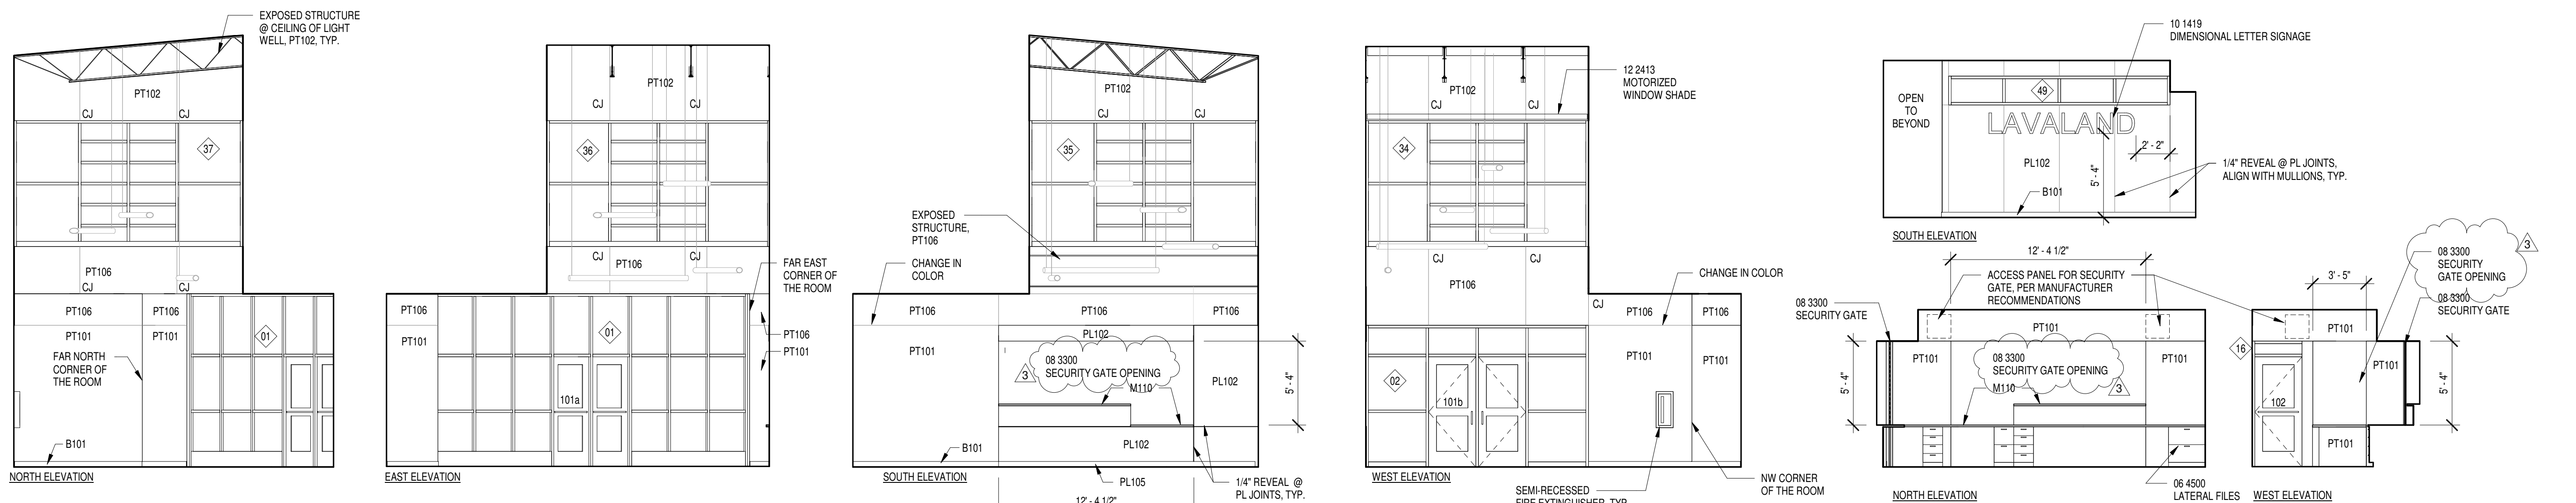 EXPOSED STRUCTURE
@ CEILING OF LIGHT
WELL, PT102, TYP.
PT102
CJ
CJ
37
PT106
CJ
CJ
PT106
PT106
PT101
PT101
01
FAR NORTH
CORNER OF
THE ROOM
B101
NORTH ELEVATION
PT102
CJ
CJ
36
CJ
CJ
PT106
FAR EAST
CORNER OF
THE ROOM
PT106
PT101
01
PT106
PT101
101a
EAST ELEVATION
PT102
CJ
CJ
35
EXPOSED
STRUCTURE,
PT106
CHANGE IN
COLOR
PT106
PT106
PT106
PL102
PT101
08 3300
SECURITY GATE OPENING
3
M110
PL102
5' - 4"
B101
PL102
SOUTH ELEVATION
PL105
1/4" REVEAL @
PL JOINTS, TYP.
12' - 4 1/2"
12 2413
MOTORIZED
WINDOW SHADE
PT102
CJ
CJ
34
CJ
CJ
PT106
CHANGE IN COLOR
CJ
PT106
PT106
PT101
PT101
02
101b
WEST ELEVATION
SEMI-RECESSED
FIRE EXTINGUISHER, TYP.
NW CORNER
OF THE ROOM
10 1419
DIMENSIONAL LETTER SIGNAGE
OPEN
TO
BEYOND
49
LAVALAND
2' - 2"
PL102
5' - 4"
B101
1/4" REVEAL @ PL JOINTS,
ALIGN WITH MULLIONS, TYP.
SOUTH ELEVATION
12' - 4 1/2"
ACCESS PANEL FOR SECURITY
GATE, PER MANUFACTURER
RECOMMENDATIONS
08 3300
SECURITY GATE
PT101
PT101
08 3300
SECURITY GATE OPENING
PT101
M110
3
5' - 4"
06 4500
LATERAL FILES
NORTH ELEVATION
3' - 5"
08 3300
SECURITY
GATE OPENING
3
08 3300
SECURITY GATE
PT101
16
PT101
102
5' - 4"
PT101
WEST ELEVATION